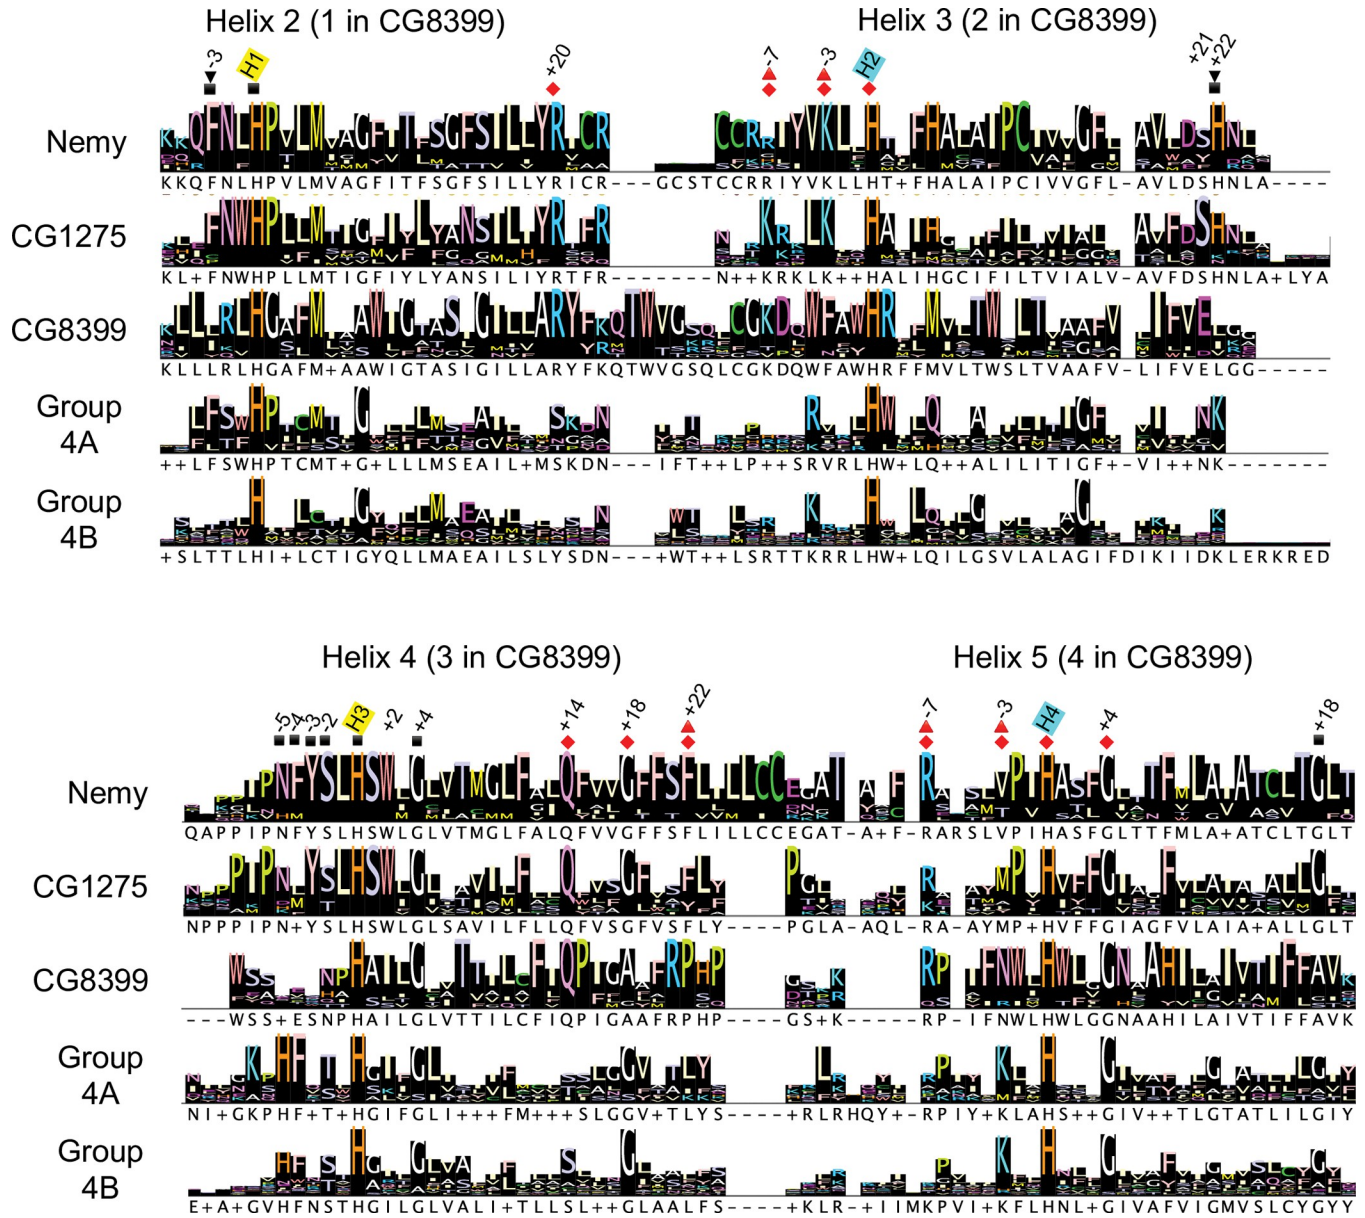 Helix 2 (1 in CG8399) Helix 3 (2 in CG8399)
-3 H1 +20 -7 -3 H2 +21 +22
Nemy
KKQFNLHPVLMVAGFITFSGFSILLYRICR---GCSTCCRRIYVKLLHT+FHALAIPCIVVGFL-AVLDSHNLA----
CG1275
KL+FNWHPLLMTIGFIYLYANSILIYRTFR-------N++KRKLK++HALIHGCIFILTVIALV-AVFDSHNLA+LYA
CG8399
KLLLRLHGAFM+AAWIGTASIGILLARYFKQTWVGSQLCGKDQWFAWHRFFMVLTWSLTVAAFV-LIFVELGG-----
Group
4A
++LFSWHPTCMT+G+LLLMSEAIL+MSKDN---IFT++LP++SRVRLHW+LQ++ALILITIGF+-VI++NK-------
Group
4B
+SLTTLHI+LCTIGYQLLMAEAILSLYSDN---+WT++LSRTTKRRLHW+LQILGSVLALAGIFDIKIIDKLERKRED
Helix 4 (3 in CG8399) Helix 5 (4 in CG8399)
-5 -4 -3 -2 H3 +2 +4 +14 +18 +22 -7 -3 H4 +4 +18
Nemy
QAPPIPNFYSLHSWLGLVTMGLFALQFVVGFFSFLILLCCEGAT-A+F-RARSLVPIHASFGLTTFMLA+ATCLTGLT
CG1275
NPPPIPN+YSLHSWLGLSAVILFLLQFVSGFVSFLY----PGLA-AQL-RA-AYMP+HVFFGIAGFVLAIA+ALLGLT
CG8399
---WSS+ESNPHAILGLVTTILCFIQPIGAAFRPHP----GS+K-----RP-IFNWLHWLGGNAAHILAIVTIFFAVK
Group
4A
NI+GKPHF+T+HGIFGLI+++FM+++SLGGV+TLYS----+RLRHQY+-RPIY+KLAHS++GIV++TLGTATLILGIY
Group
4B
E+A+GVHFNSTHGILGLVALI+TLLSL++GLAALFS----+KLR-+IIMKPVI+KFLHNL+GIVAFVIGMVSLCYGYY